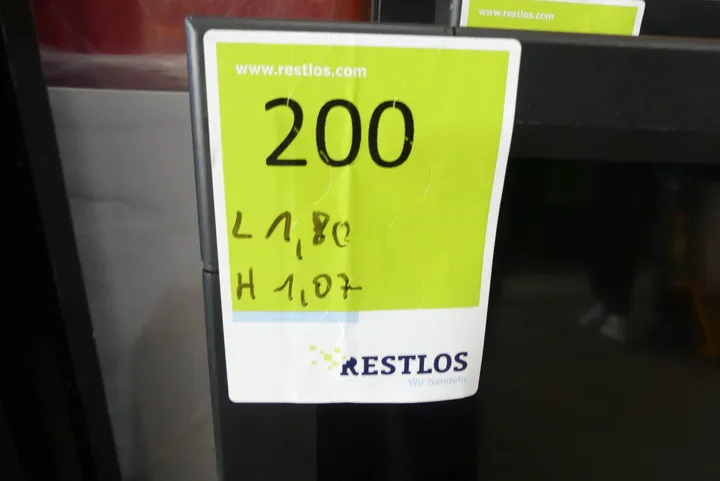 www.restlos.com
www.restlos.com
200
L 1,80
H 1,07
RESTLOS
Wir handeln.